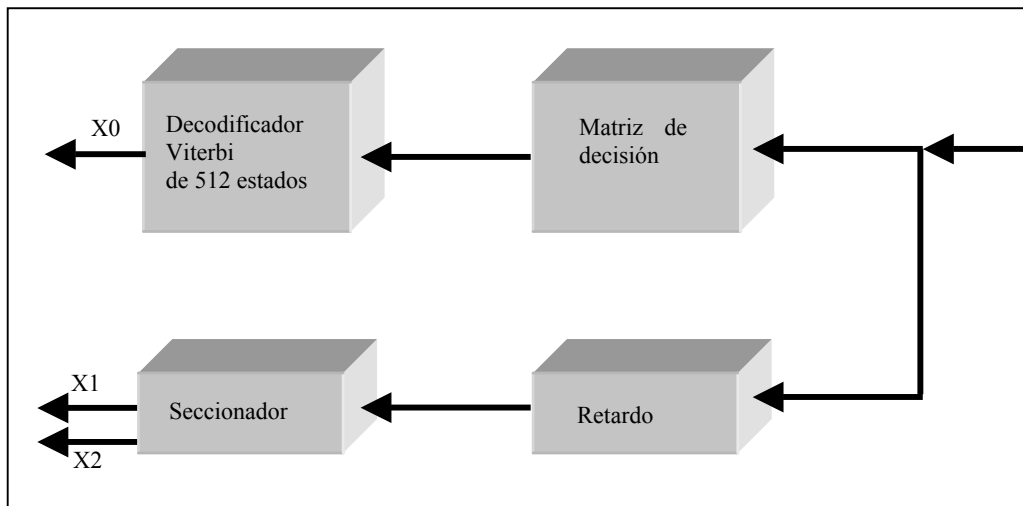 X0
Decodificador
Viterbi
de 512 estados
Matriz de
decisión
X1
X2
Seccionador
Retardo